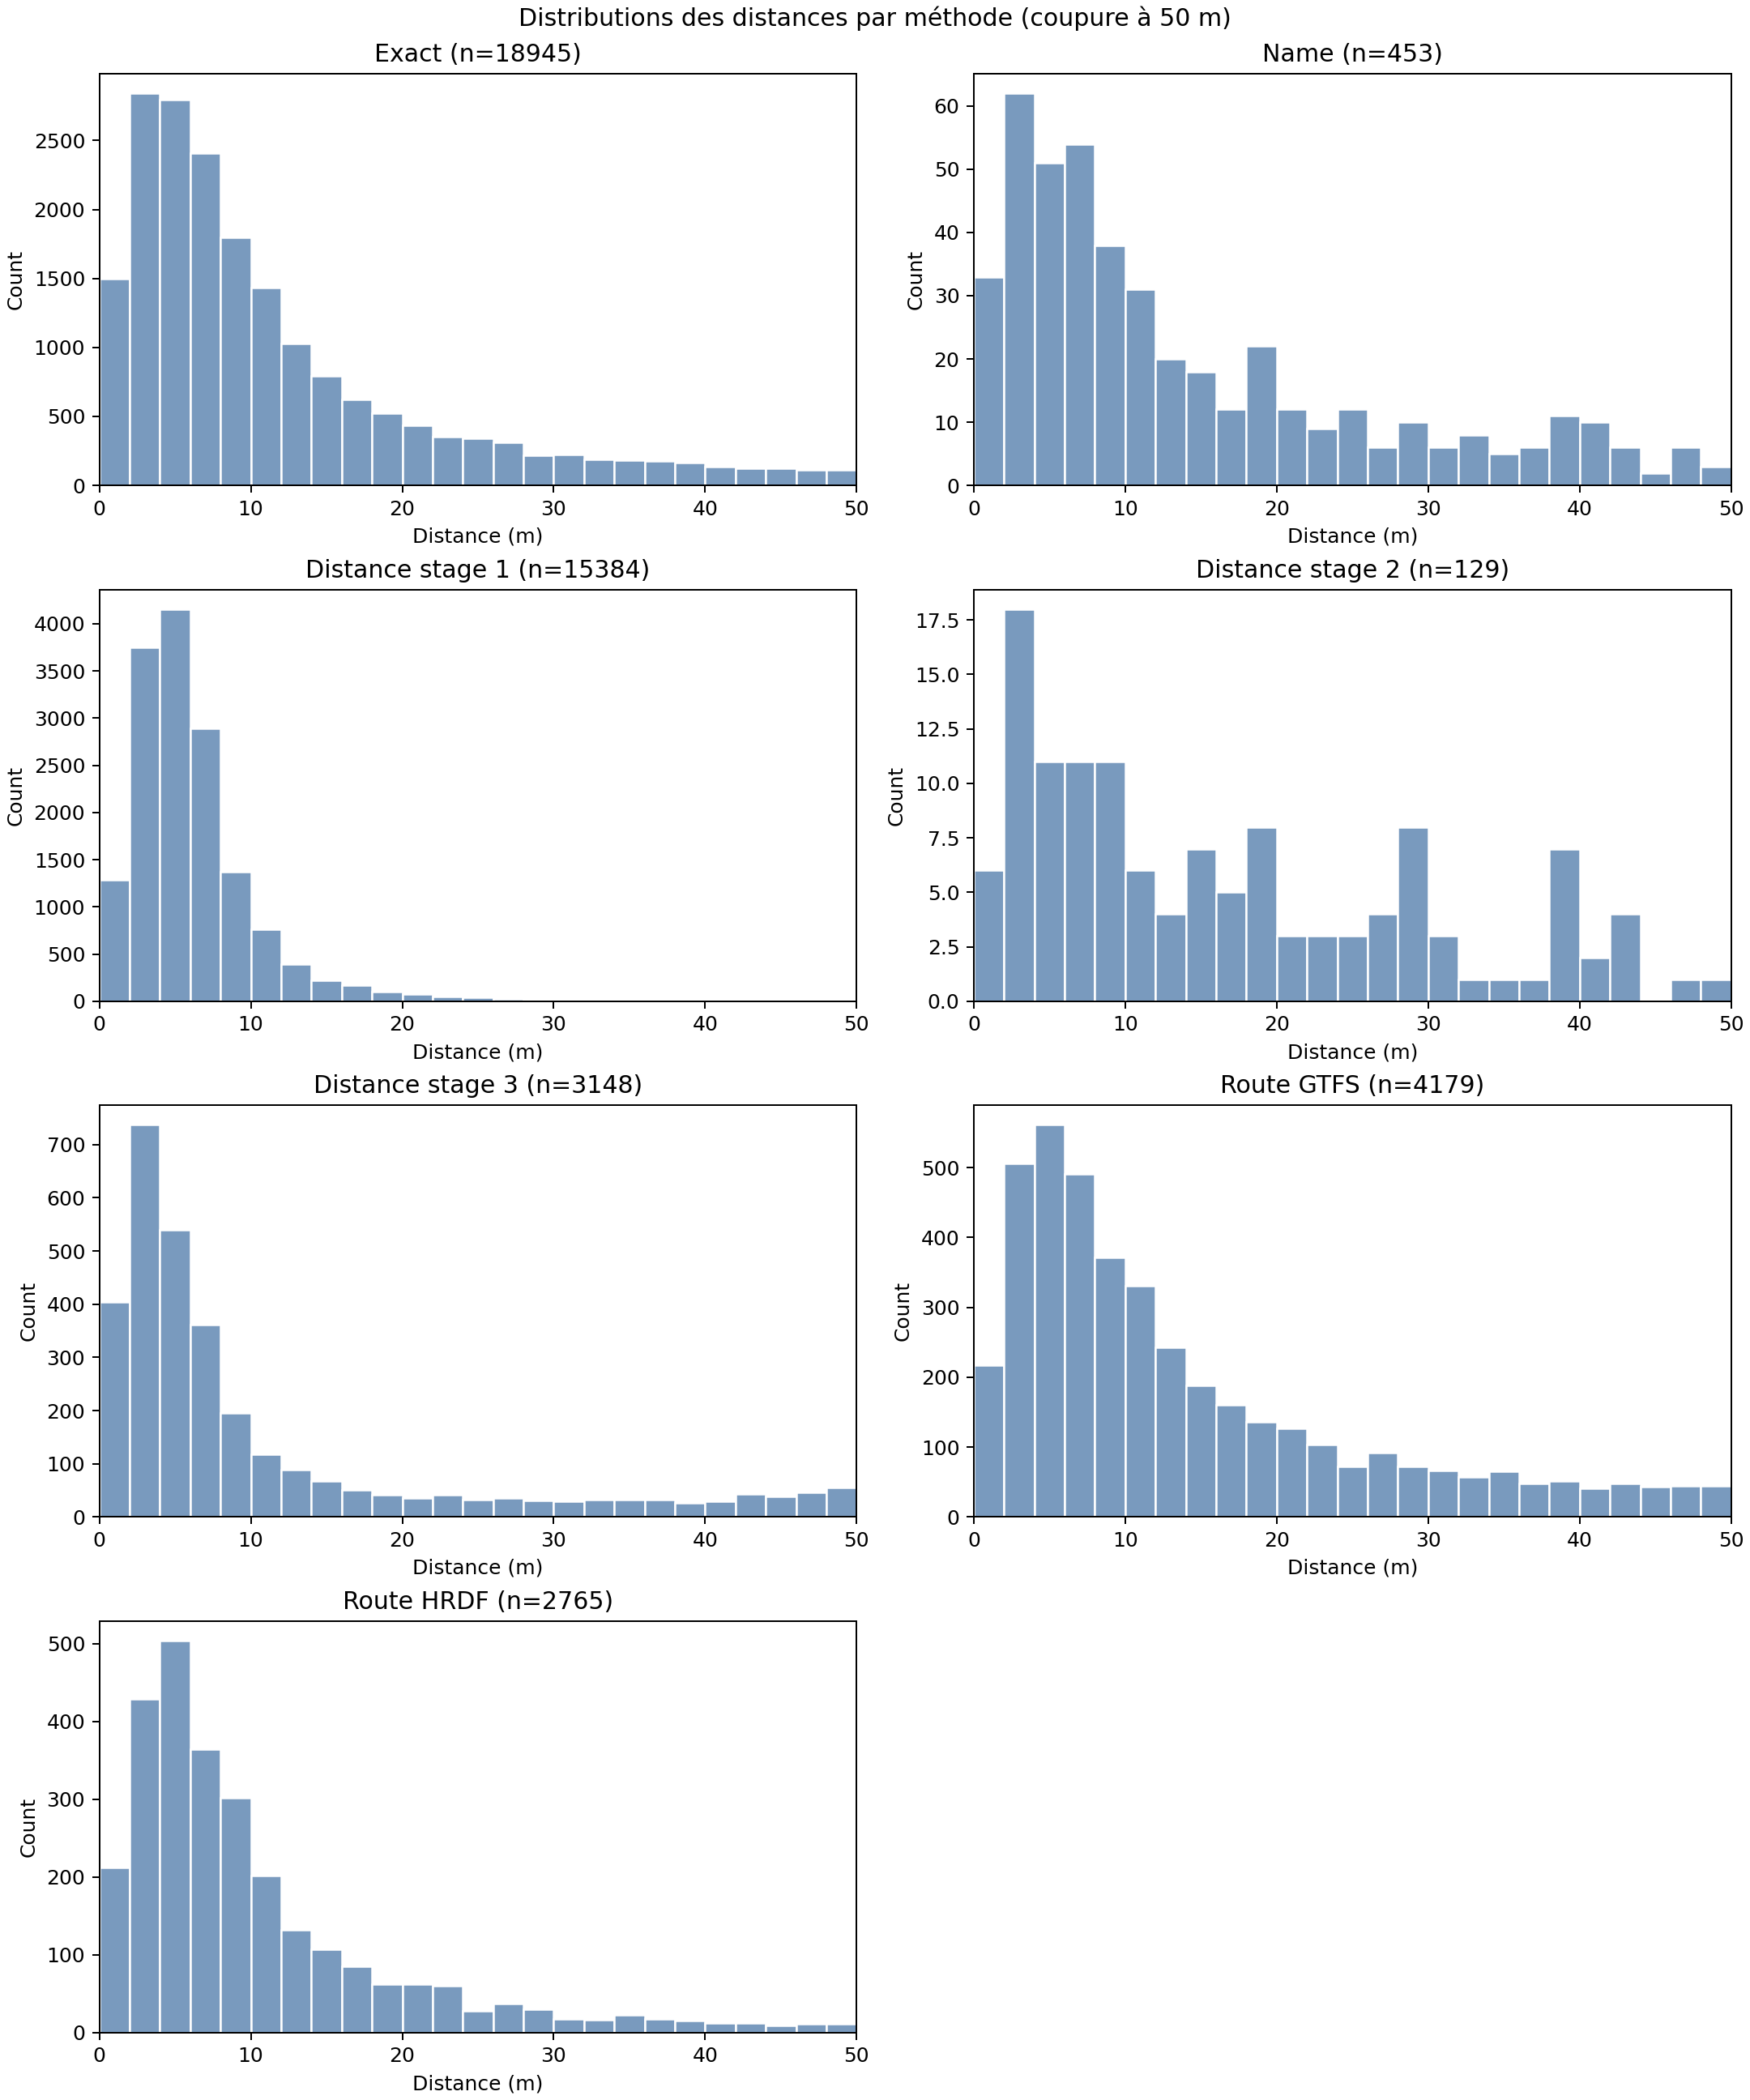 Distributions des distances par méthode (coupure à 50 m)
Exact (n=18945)
Count
2500
2000
1500
1000
500
0
0 10 20 30 40 50
Distance (m)
Name (n=453)
Count
60
50
40
30
20
10
0
0 10 20 30 40 50
Distance (m)
Distance stage 1 (n=15384)
Count
4000
3500
3000
2500
2000
1500
1000
500
0
0 10 20 30 40 50
Distance (m)
Distance stage 2 (n=129)
Count
17.5
15.0
12.5
10.0
7.5
5.0
2.5
0.0
0 10 20 30 40 50
Distance (m)
Distance stage 3 (n=3148)
Count
700
600
500
400
300
200
100
0
0 10 20 30 40 50
Distance (m)
Route GTFS (n=4179)
Count
500
400
300
200
100
0
0 10 20 30 40 50
Distance (m)
Route HRDF (n=2765)
Count
500
400
300
200
100
0
0 10 20 30 40 50
Distance (m)